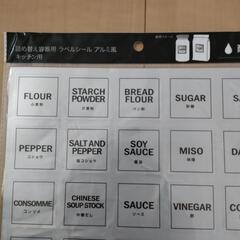 詰め替え容器用 ラベルシール アルミ風
キッチン用
FLOUR
小麦粉
STARCH
POWDER
片栗粉
BREAD
FLOUR
パン粉
SUGAR
砂糖
PEPPER
コショウ
SALT AND
PEPPER
塩コショウ
SOY
SAUCE
醤油
MISO
味噌
CONSOMME
コンソメ
CHINESE
SOUP STOCK
中華だし
SAUCE
ソース
VINEGAR
酢